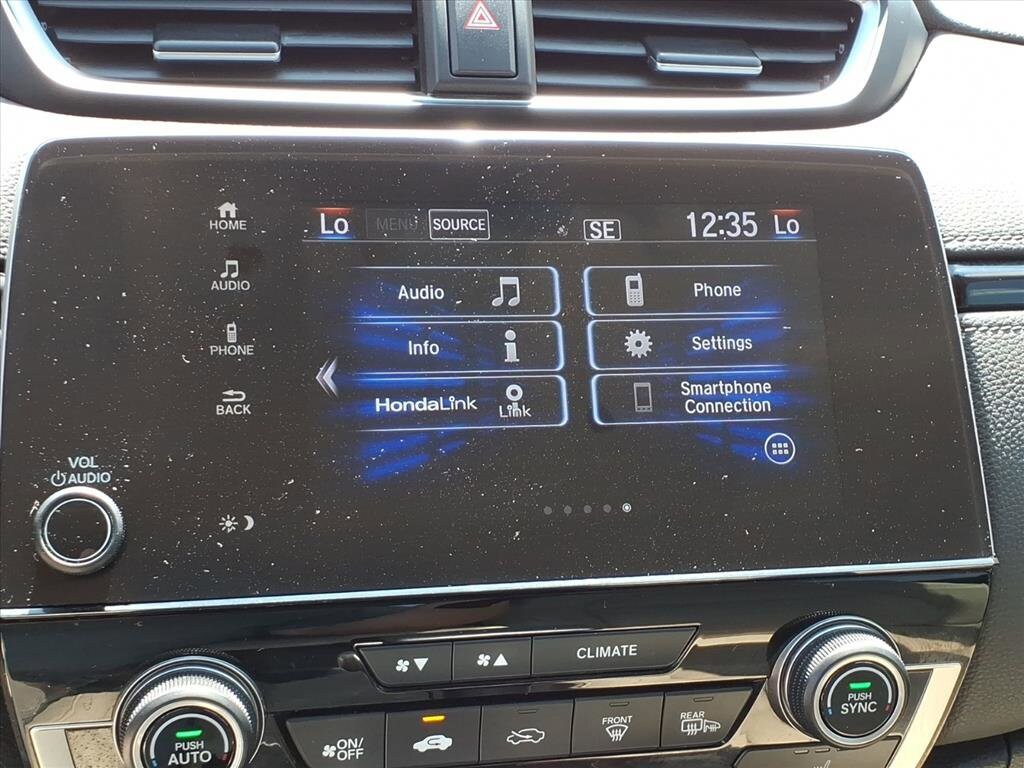 HOME
AUDIO
PHONE
BACK
VOL
AUDIO
Lo MENU SOURCE SE 12:35 Lo
Audio
Phone
Info
Settings
HondaLink
Link
Smartphone
Connection
CLIMATE
PUSH
AUTO
ON/
OFF
FRONT
REAR
PUSH
SYNC